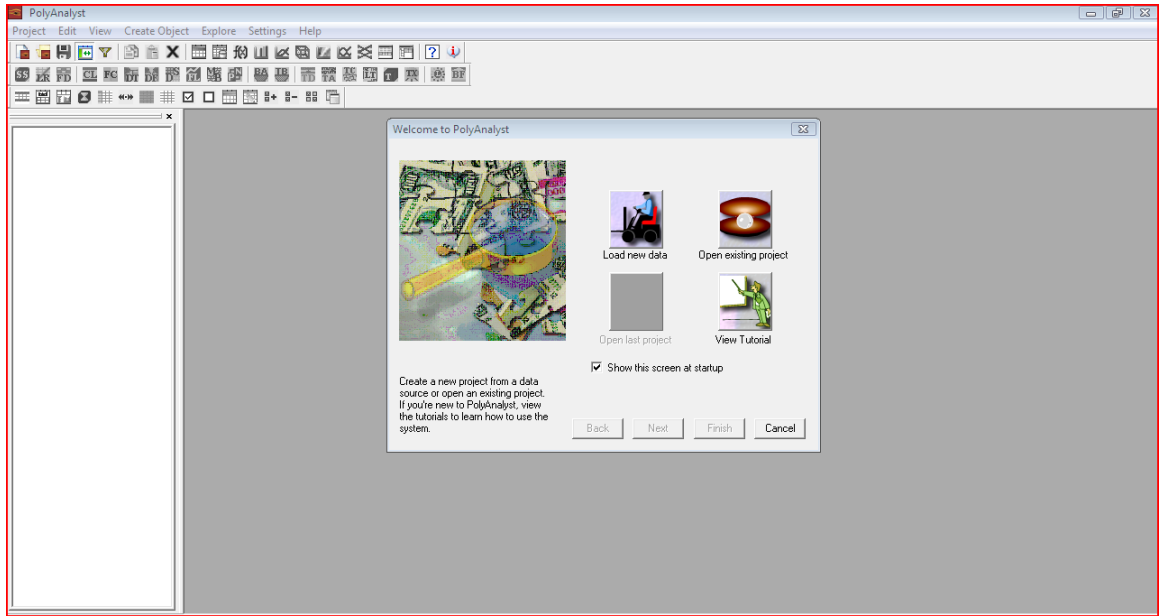 PolyAnalyst
Project Edit View Create Object Explore Settings Help
Welcome to PolyAnalyst
Load new data
Open existing project
Open last project
View Tutorial
Show this screen at startup
Create a new project from a data
source or open an existing project.
If you're new to PolyAnalyst, view
the tutorials to learn how to use the
system.
Back Next Finish Cancel